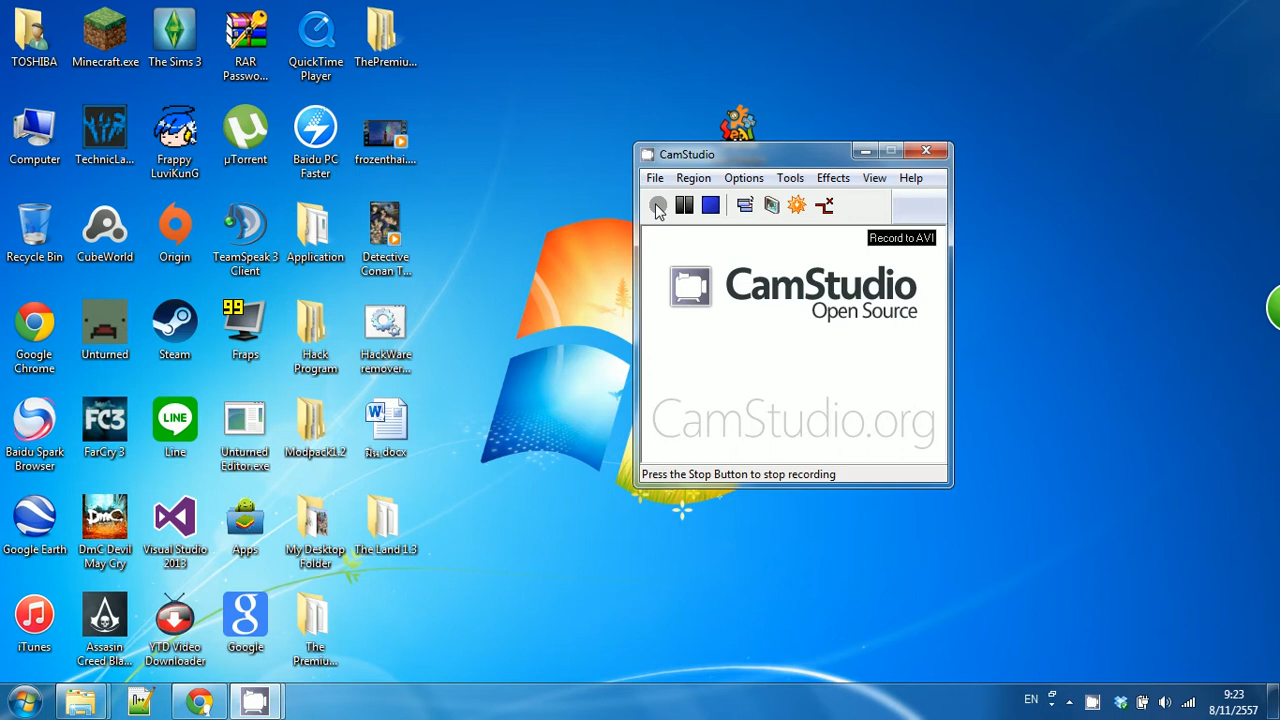 TOSHIBA
Minecraft.exe
The Sims 3
RAR
Passwo...
QuickTime
Player
ThePremiu...
Computer
TechnicLa...
Frappy
LuviKunG
µTorrent
Baidu PC
Faster
frozenthai....
Recycle Bin
CubeWorld
Origin
TeamSpeak 3
Client
Application
Detective
Conan T...
Google
Chrome
Unturned
Steam
99
Fraps
Hack
Program
HackWare
remover...
Baidu Spark
Browser
FC3
FarCry 3
LINE
Line
Unturned
Editor.exe
Modpack1.2
Google Earth
DmC
DmC Devil
May Cry
Visual Studio
2013
Apps
My Desktop
Folder
The Land 1.3
iTunes
Assasin
Creed Bla...
YTD Video
Downloader
Google
The
Premiu...
Seal
CamStudio
File Region Options Tools Effects View Help
Record to AVI
CamStudio
Open Source
CamStudio.org
Press the Stop Button to stop recording
EN
9:23
8/11/2557